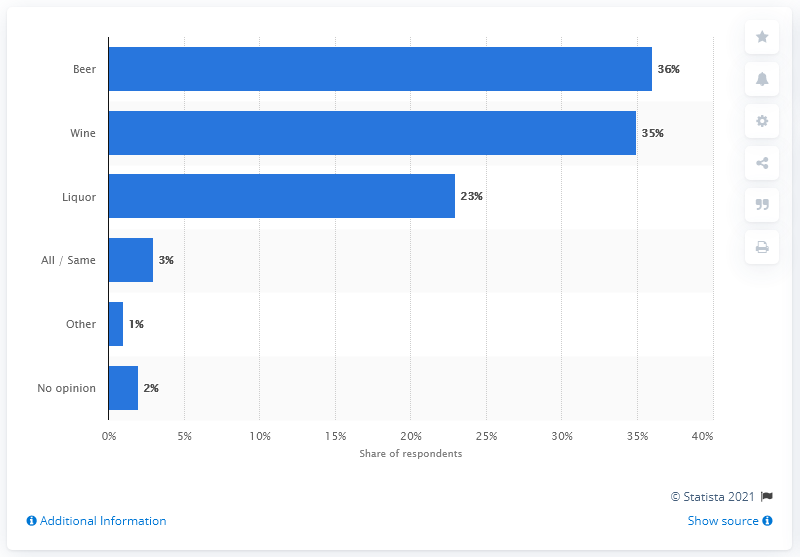 Beer 36%
Wine 35%
Liquor 23%
All / Same 3%
Other 1%
No opinion 2%
0% 5% 10% 15% 20% 25% 30% 35% 40%
Share of respondents
© Statista 2021
Additional Information Show source